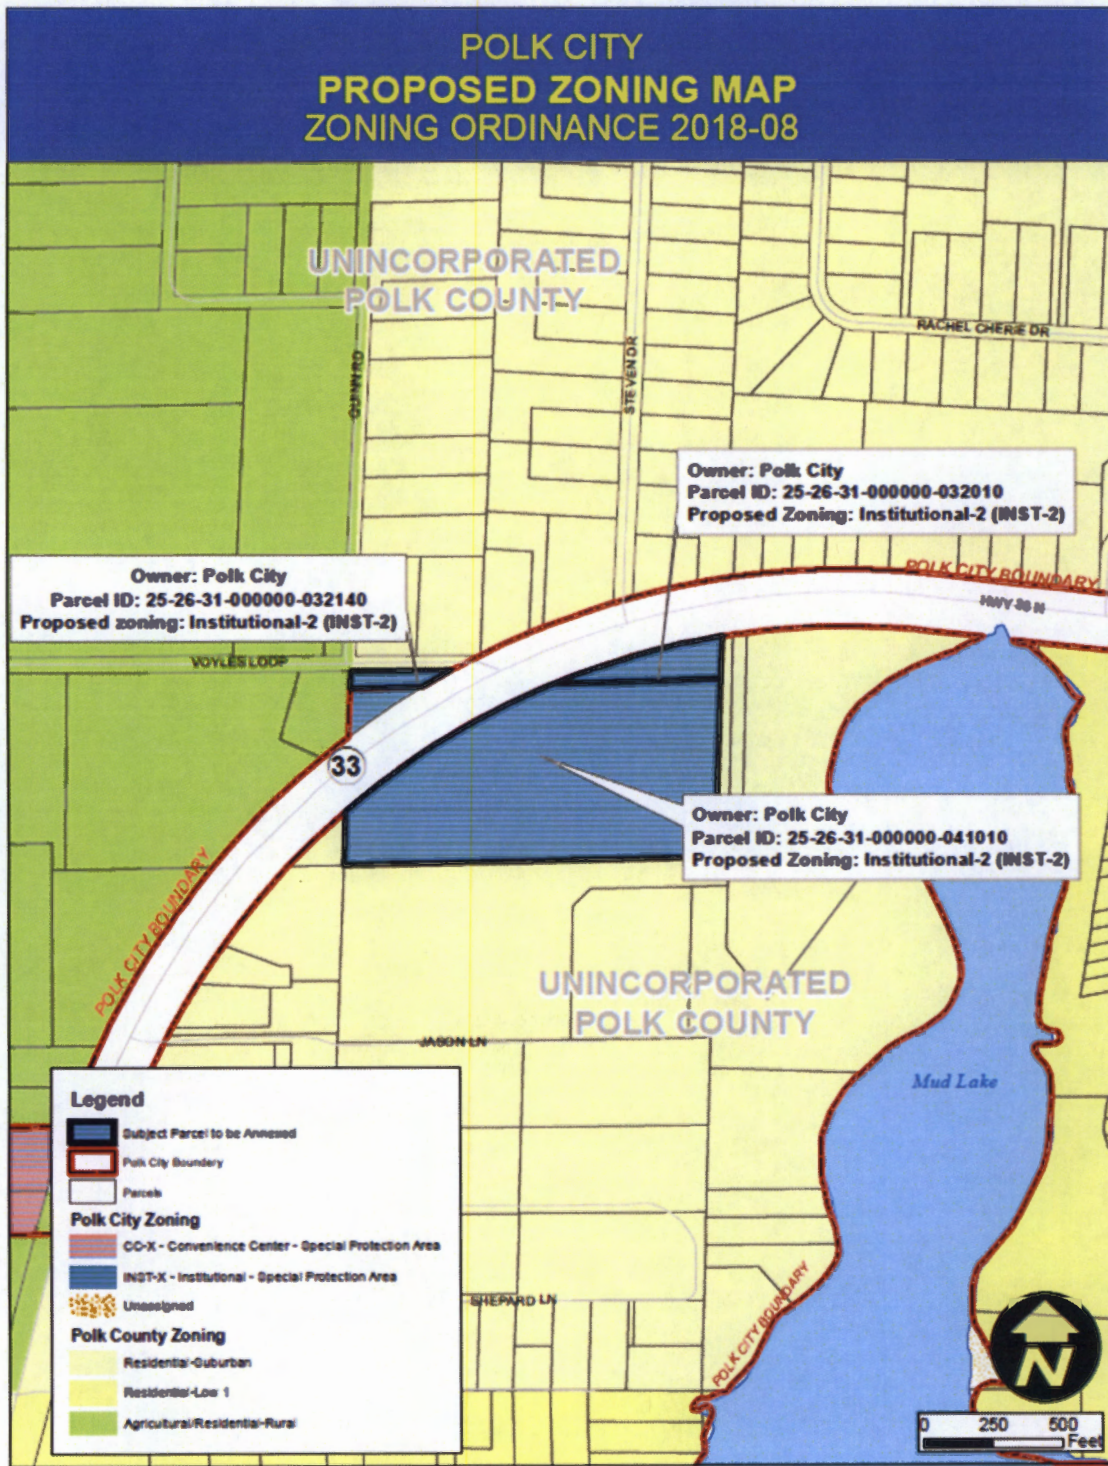 POLK CITY
PROPOSED ZONING MAP
ZONING ORDINANCE 2018-08
UNINCORPORATED
POLK COUNTY
RACHEL CHERIE DR
QUINN RD
STEVEN DR
Owner: Polk City
Parcel ID: 25-26-31-000000-032010
Proposed Zoning: Institutional-2 (INST-2)
Owner: Polk City
Parcel ID: 25-26-31-000000-032140
Proposed zoning: Institutional-2 (INST-2)
POLK CITY BOUNDARY
HWY N
VOYLES LOOP
33
Owner: Polk City
Parcel ID: 25-26-31-000000-041010
Proposed Zoning: Institutional-2 (INST-2)
POLK CITY BOUNDARY
UNINCORPORATED
POLK COUNTY
JASON LN
Mud Lake
Legend
Subject Parcel to be Annexed
Polk City Boundary
Parcels
Polk City Zoning
CC-X - Convenience Center - Special Protection Area
INST-X - Institutional - Special Protection Area
Unassigned
Polk County Zoning
Residential-Suburban
Residential-Low 1
Agricultural/Residential-Rural
SHEPARD LN
POLK CITY BOUNDARY
N
0 250 500
Feet